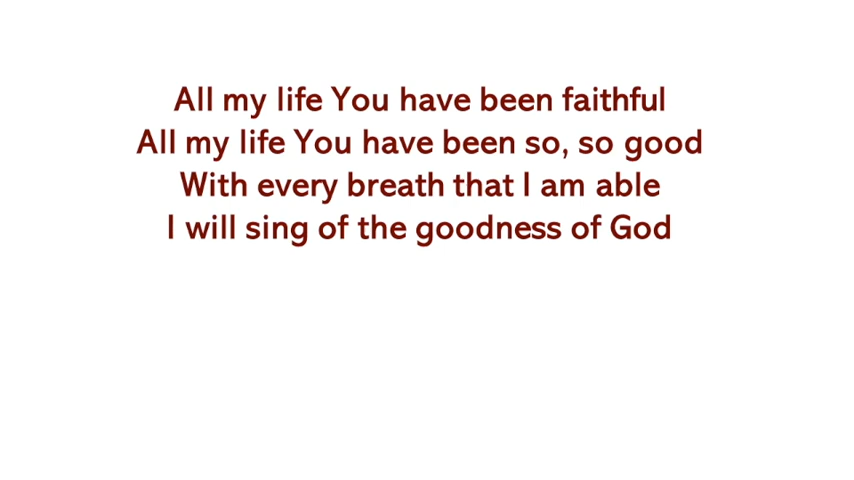 All my life You have been faithful
All my life You have been so, so good
With every breath that I am able
I will sing of the goodness of God